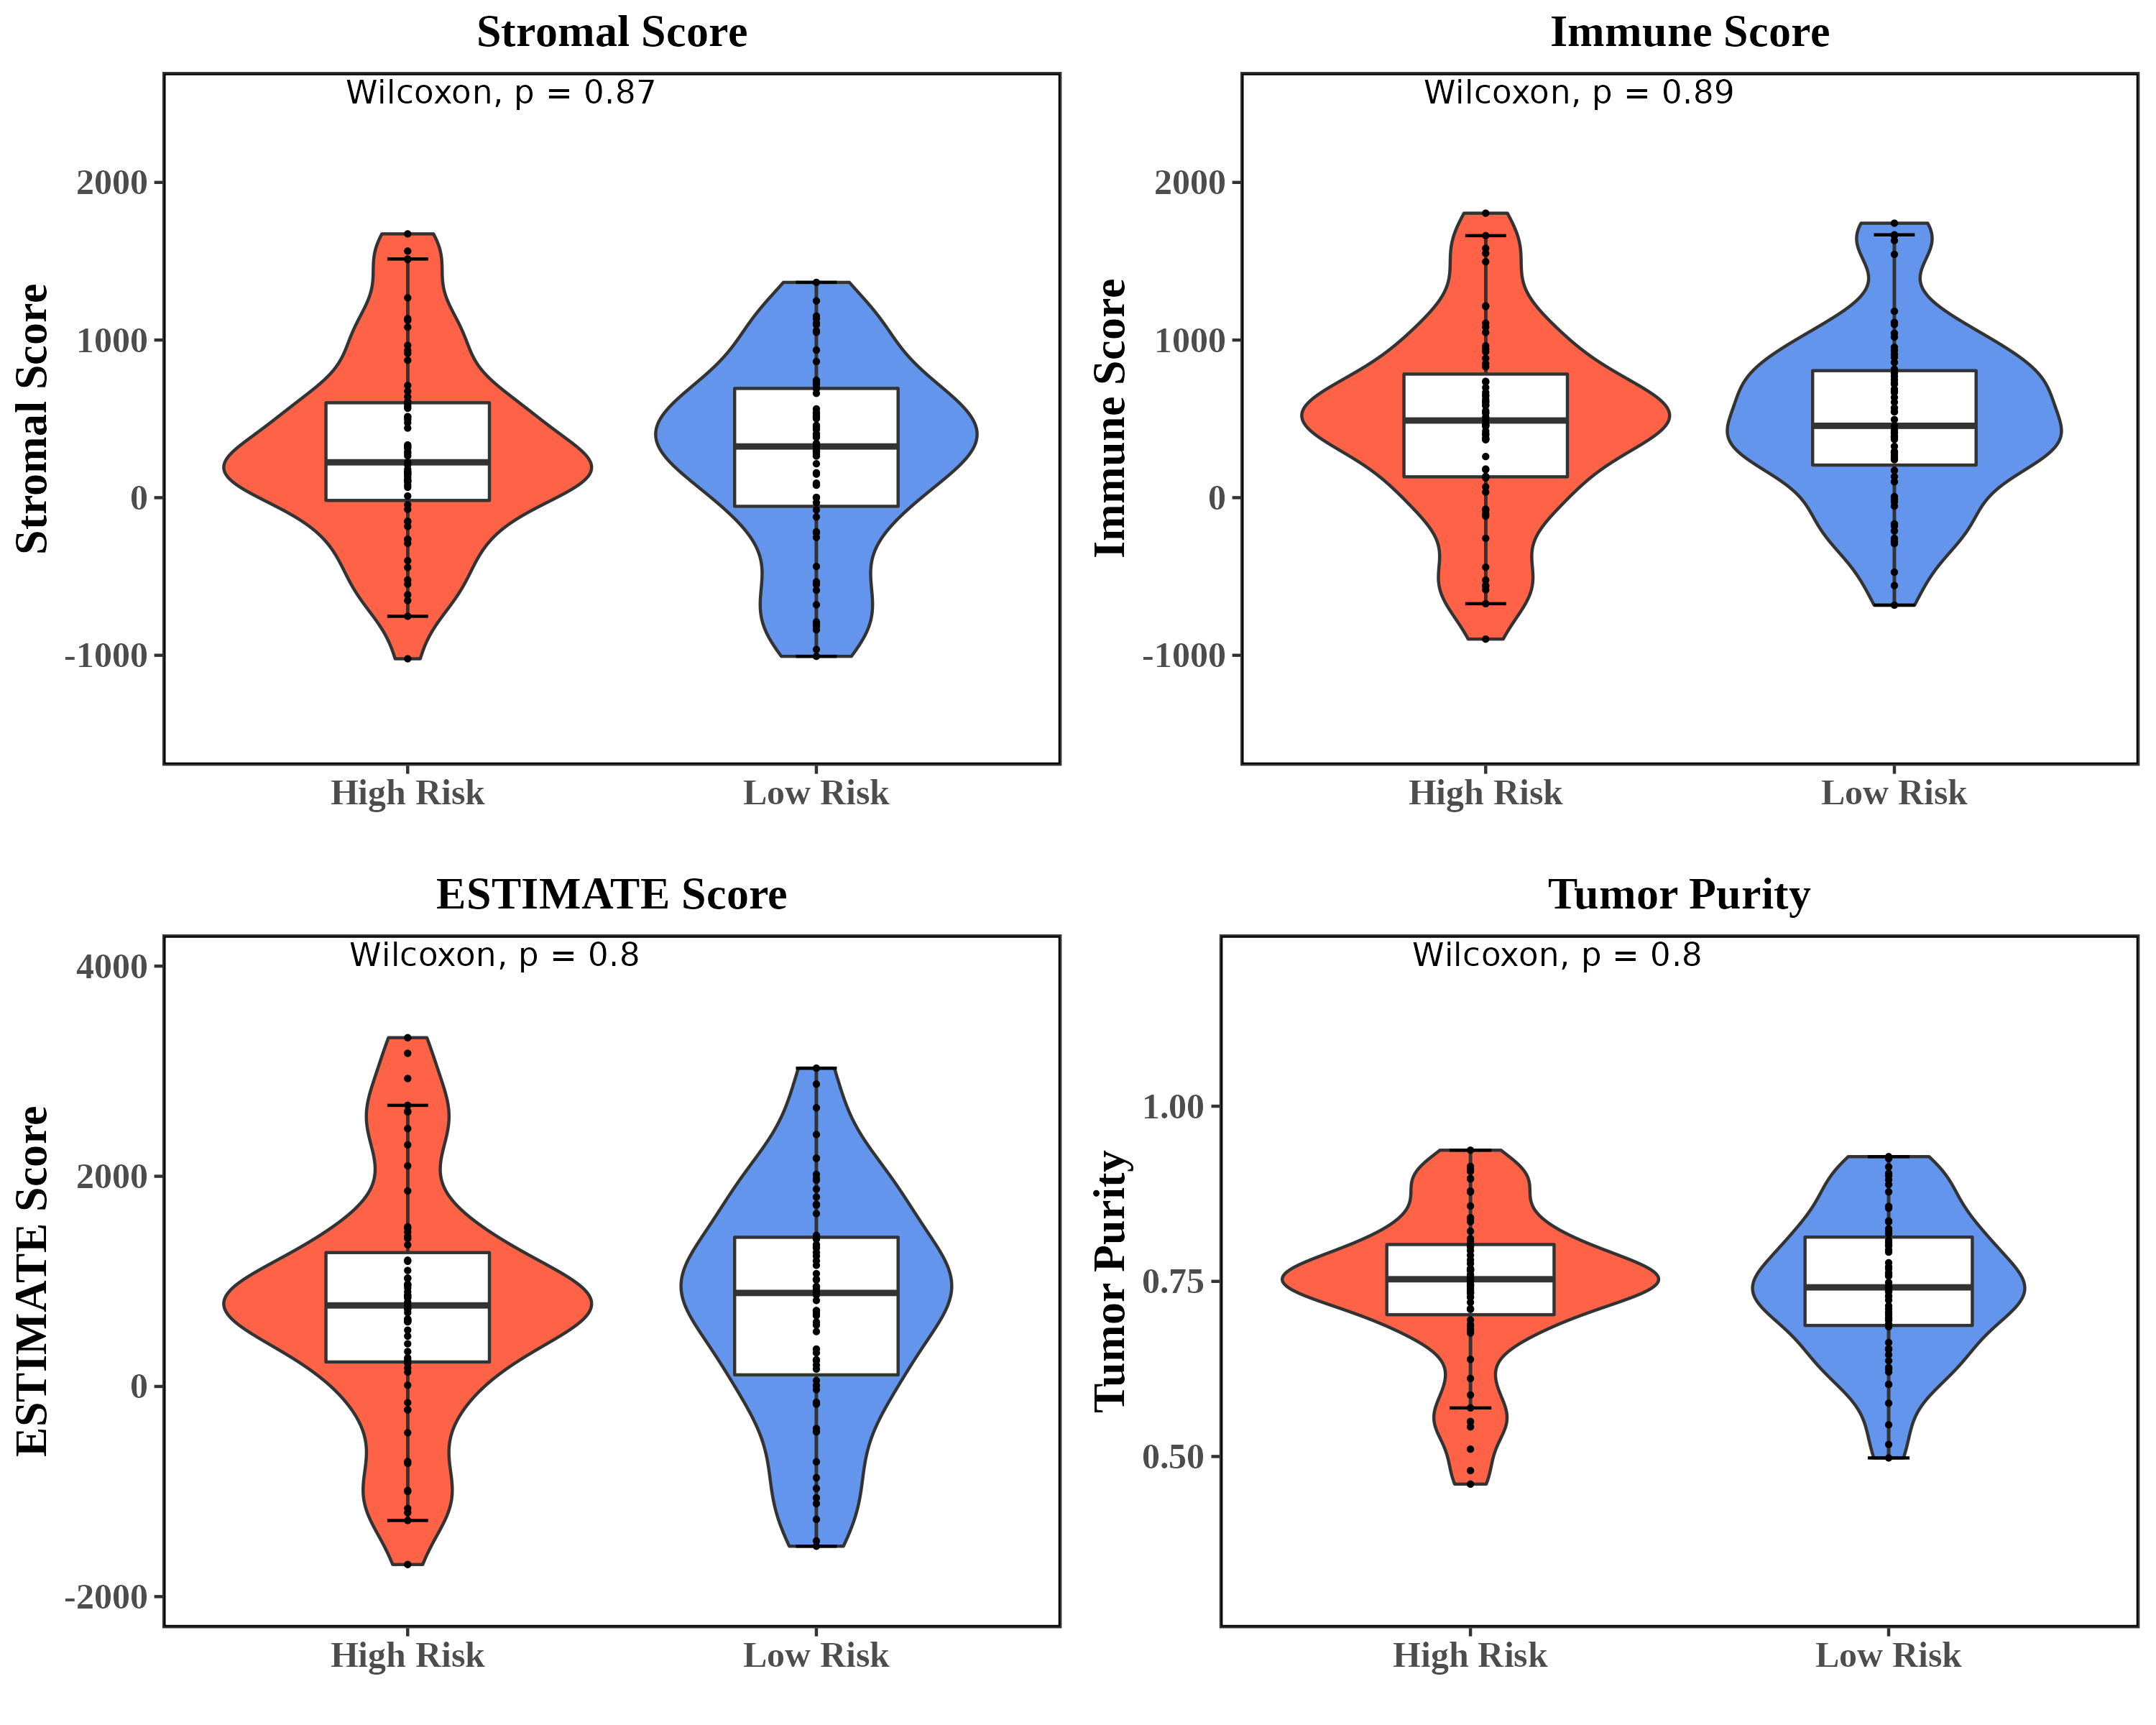 Stromal Score
Wilcoxon, p = 0.87
Stromal Score
2000
1000
0
-1000
High Risk
Low Risk
Immune Score
Wilcoxon, p = 0.89
Immune Score
2000
1000
0
-1000
High Risk
Low Risk
ESTIMATE Score
Wilcoxon, p = 0.8
ESTIMATE Score
4000
2000
0
-2000
High Risk
Low Risk
Tumor Purity
Wilcoxon, p = 0.8
Tumor Purity
1.00
0.75
0.50
High Risk
Low Risk